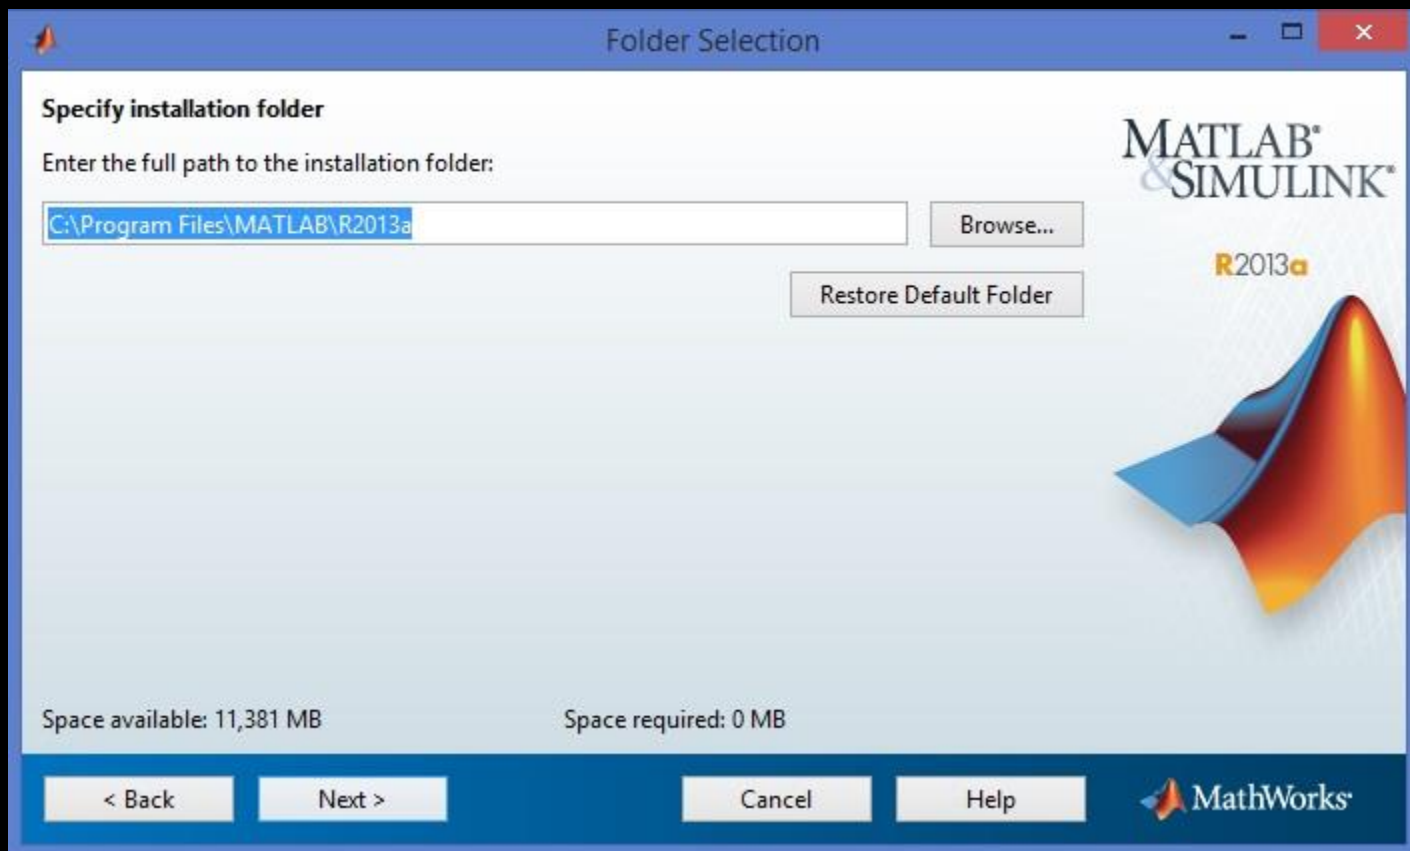 Folder Selection
Specify installation folder
Enter the full path to the installation folder:
C:\Program Files\MATLAB\R2013a
Browse...
Restore Default Folder
MATLAB®
&SIMULINK®
R2013a
Space available: 11,381 MB
Space required: 0 MB
< Back
Next >
Cancel
Help
MathWorks®